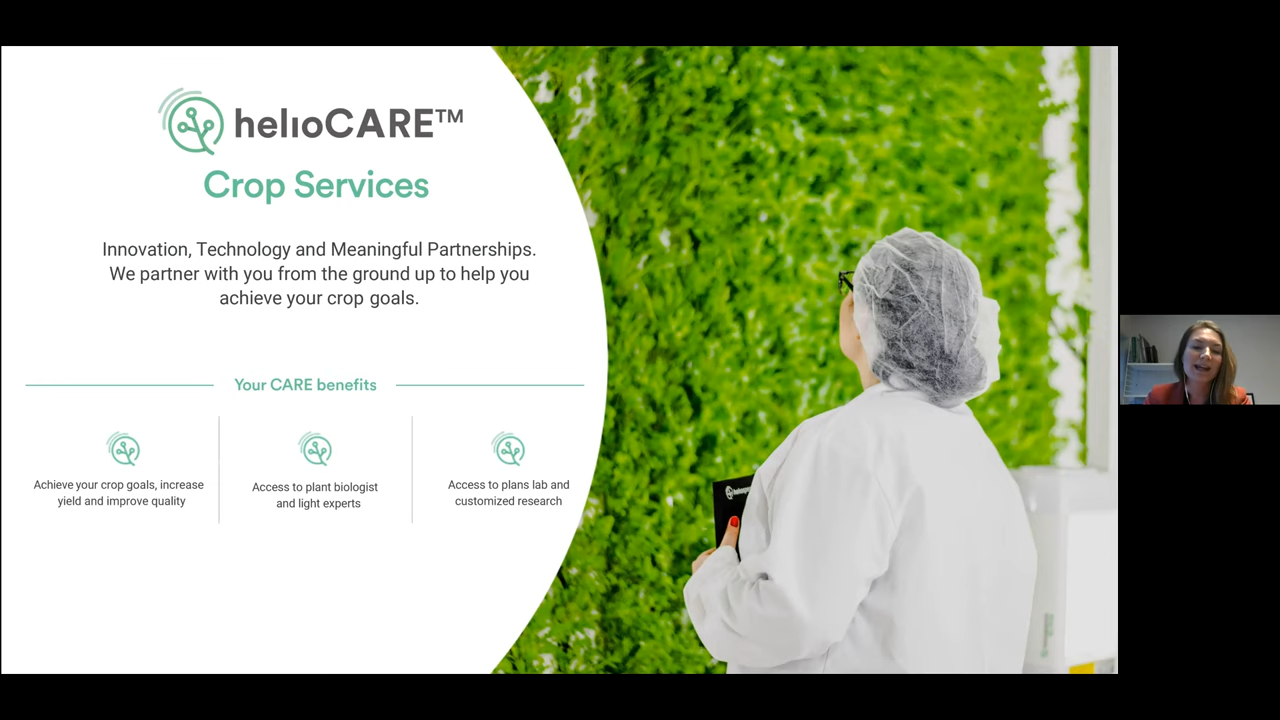 helıoCARE™
Crop Services
Innovation, Technology and Meaningful Partnerships.
We partner with you from the ground up to help you
achieve your crop goals.
Your CARE benefits
Achieve your crop goals, increase
yield and improve quality
Access to plant biologist
and light experts
Access to plans lab and
customized research